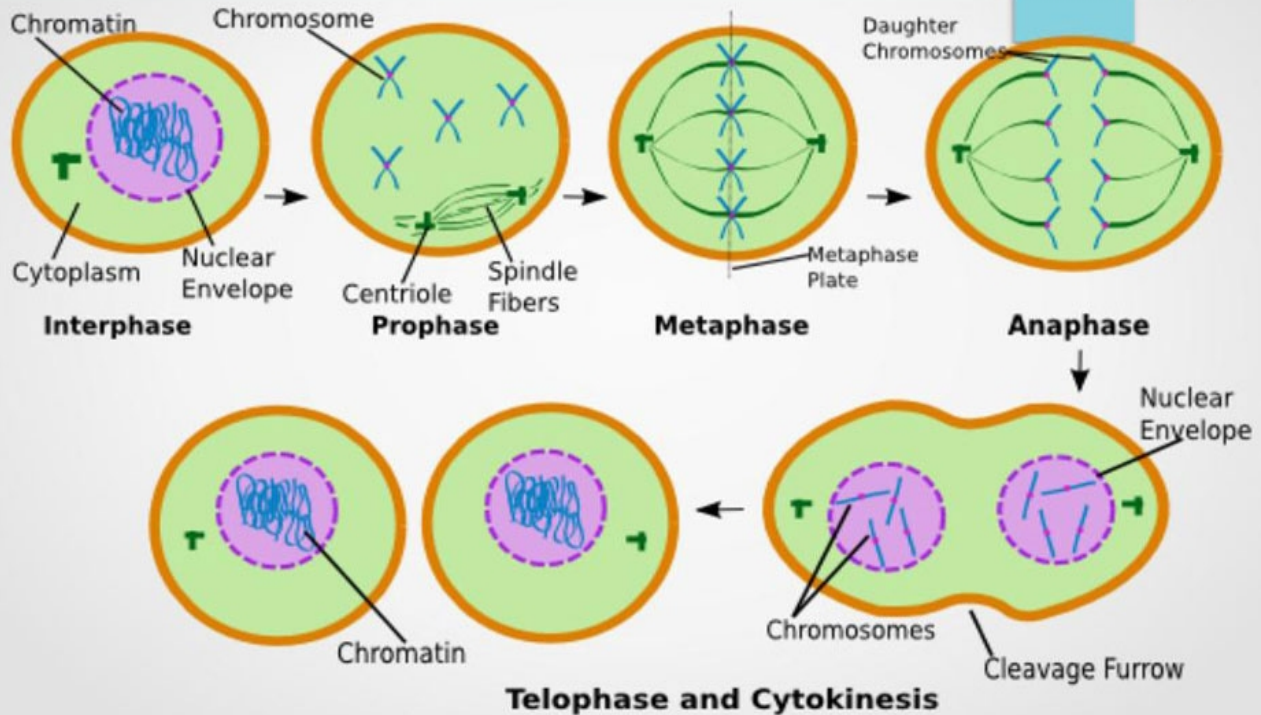 Chromatin
Chromosome
Daughter
Chromosomes
Cytoplasm
Nuclear
Envelope
Centriole
Spindle
Fibers
Metaphase
Plate
Interphase
Prophase
Metaphase
Anaphase
Nuclear
Envelope
Chromatin
Chromosomes
Cleavage Furrow
Telophase and Cytokinesis